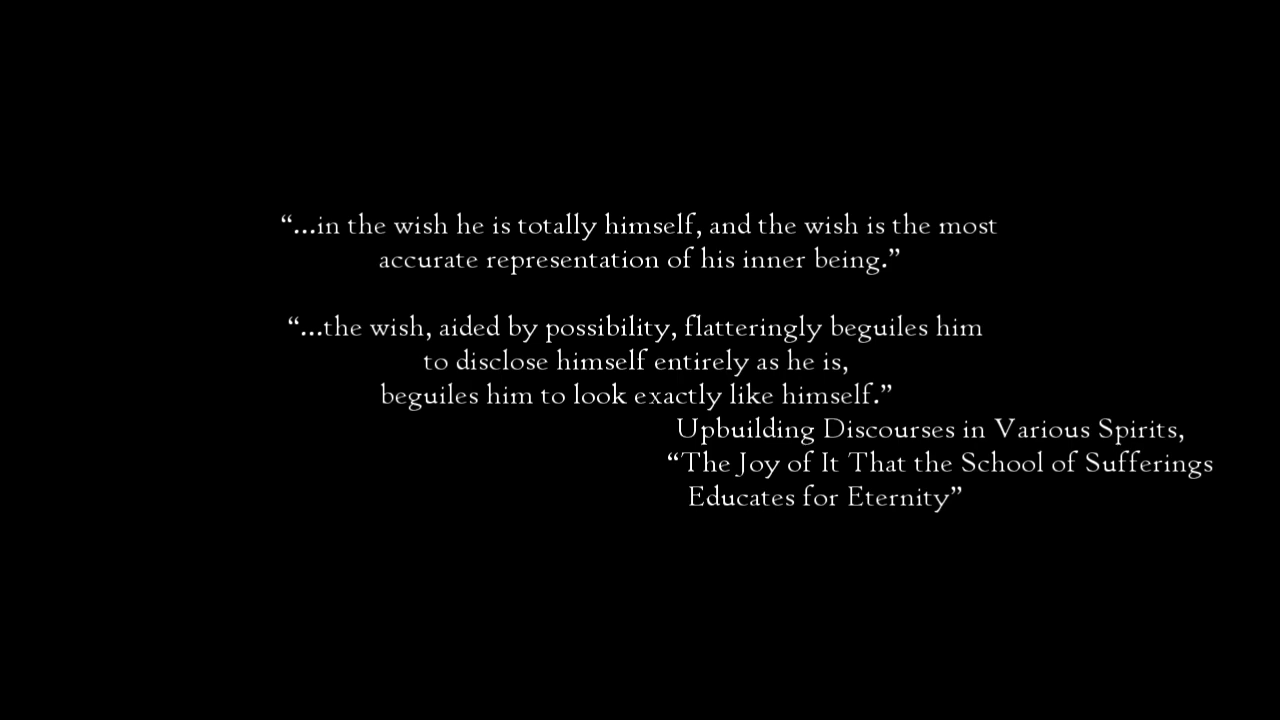 “...in the wish he is totally himself, and the wish is the most
accurate representation of his inner being.”
“...the wish, aided by possibility, flatteringly beguiles him
to disclose himself entirely as he is,
beguiles him to look exactly like himself.”
Upbuilding Discourses in Various Spirits,
“The Joy of It That the School of Sufferings
Educates for Eternity”